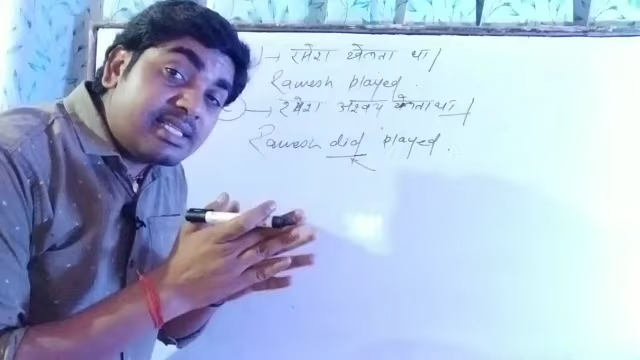 → रमेश खेलता था।
Ramesh played.
→ रमेश अवश्य खेलता था।
Ramesh did played.